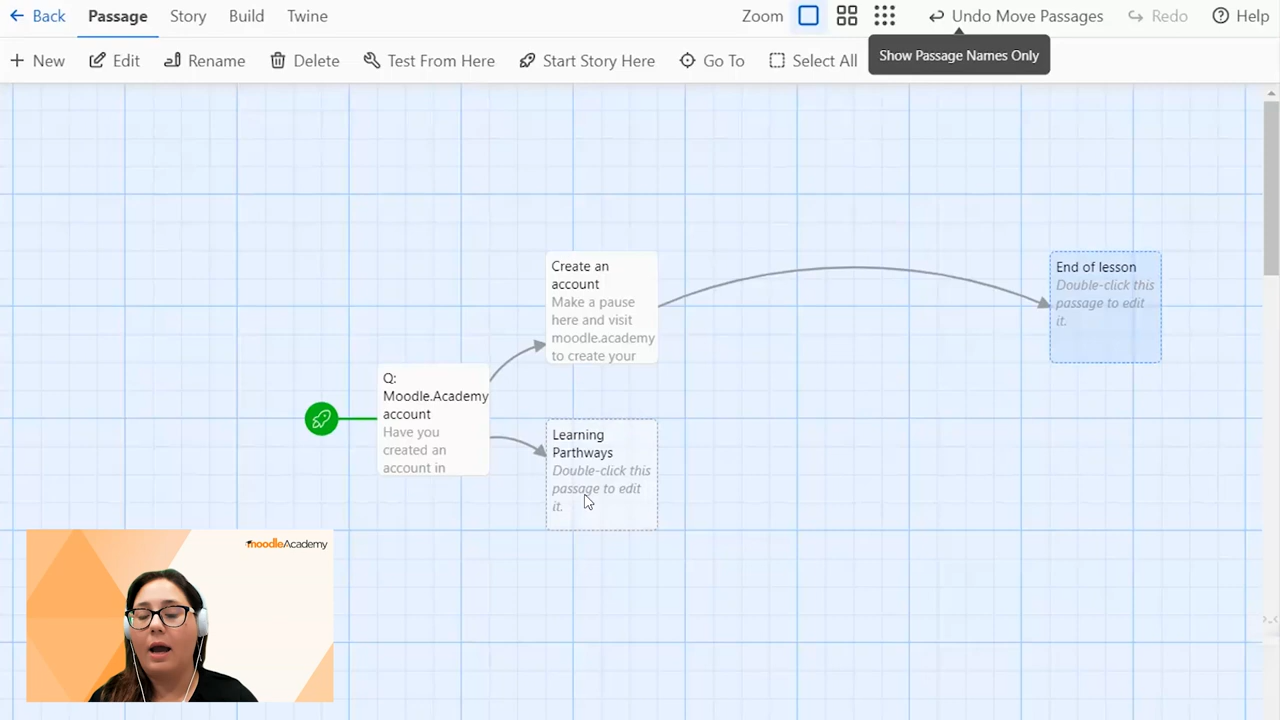 Back Passage Story Build Twine Zoom Undo Move Passages Redo Help
New Edit Rename Delete Test From Here Start Story Here Go To Select All
Show Passage Names Only
Create an
account
Make a pause
here and visit
moodle.academy
to create your
End of lesson
Double-click this
passage to edit
it.
Q:
Moodle.Academy
account
Have you
created an
account in
Learning
Parthways
Double-click this
passage to edit
it.
moodleAcademy